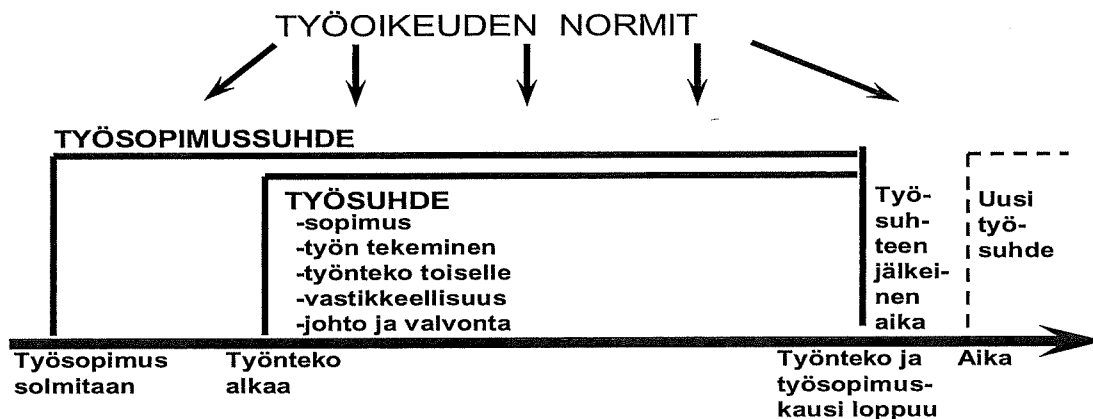 TYÖOIKEUDEN NORMIT
TYÖSOPIMUSSUHDE
TYÖSUHDE
-sopimus
-työn tekeminen
-työnteko toiselle
-vastikkeellisuus
-johto ja valvonta
Työ-
suh-
teen
jälkei-
nen
aika
Uusi
työ-
suhde
Työsopimus
solmitaan
Työnteko
alkaa
Työnteko ja
työsopimus-
kausi loppuu
Aika